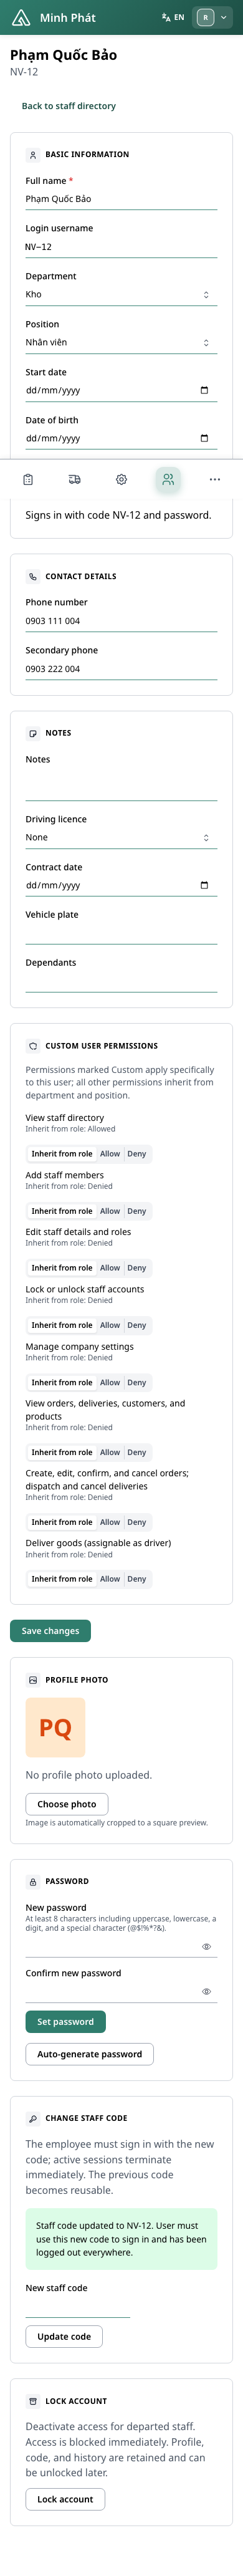 Minh Phát
EN
R
Phạm Quốc Bảo
NV-12
Back to staff directory
BASIC INFORMATION
Full name *
Phạm Quốc Bảo
Login username
NV-12
Department
Kho
Position
Nhân viên
Start date
dd/mm/yyyy
Date of birth
dd/mm/yyyy
Signs in with code NV-12 and password.
CONTACT DETAILS
Phone number
0903 111 004
Secondary phone
0903 222 004
NOTES
Notes
Driving licence
None
Contract date
dd/mm/yyyy
Vehicle plate
Dependants
CUSTOM USER PERMISSIONS
Permissions marked Custom apply specifically
to this user; all other permissions inherit from
department and position.
View staff directory
Inherit from role: Allowed
Inherit from role Allow Deny
Add staff members
Inherit from role: Denied
Inherit from role Allow Deny
Edit staff details and roles
Inherit from role: Denied
Inherit from role Allow Deny
Lock or unlock staff accounts
Inherit from role: Denied
Inherit from role Allow Deny
Manage company settings
Inherit from role: Denied
Inherit from role Allow Deny
View orders, deliveries, customers, and
products
Inherit from role: Denied
Inherit from role Allow Deny
Create, edit, confirm, and cancel orders;
dispatch and cancel deliveries
Inherit from role: Denied
Inherit from role Allow Deny
Deliver goods (assignable as driver)
Inherit from role: Denied
Inherit from role Allow Deny
Save changes
PROFILE PHOTO
PQ
No profile photo uploaded.
Choose photo
Image is automatically cropped to a square preview.
PASSWORD
New password
At least 8 characters including uppercase, lowercase, a
digit, and a special character (@$!%*?&).
Confirm new password
Set password
Auto-generate password
CHANGE STAFF CODE
The employee must sign in with the new
code; active sessions terminate
immediately. The previous code
becomes reusable.
Staff code updated to NV-12. User must
use this new code to sign in and has been
logged out everywhere.
New staff code
Update code
LOCK ACCOUNT
Deactivate access for departed staff.
Access is blocked immediately. Profile,
code, and history are retained and can
be unlocked later.
Lock account